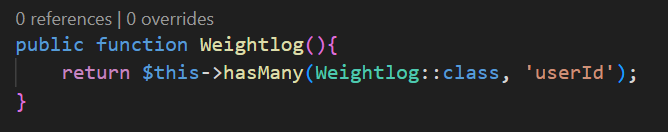 0 references | 0 overrides
public function Weightlog(){
    return $this->hasMany(Weightlog::class, 'userId');
}